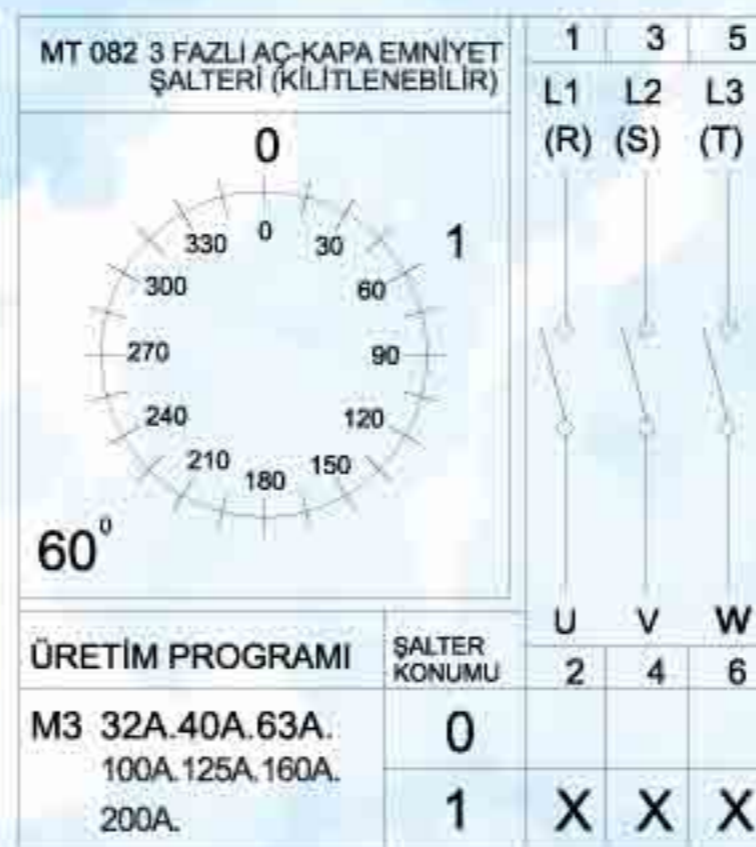 MT 082 3 FAZLI AÇ-KAPA EMNİYET
ŞALTERİ (KİLİTLENEBİLİR)
0
1
0
30
60
90
120
150
180
210
240
270
300
330
60⁰
1 3 5
L1 L2 L3
(R) (S) (T)
U V W
2 4 6
ÜRETİM PROGRAMI
M3 32A.40A.63A.
100A.125A.160A.
200A.
ŞALTER
KONUMU
0
1 X X X